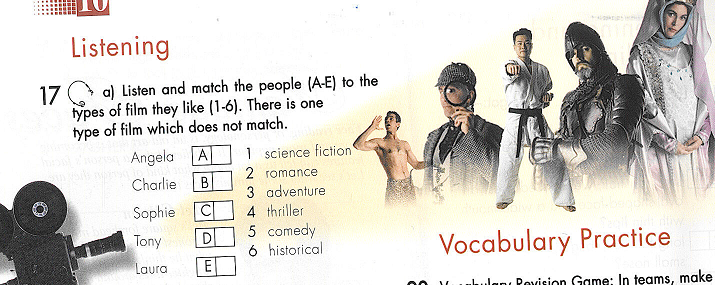 10
Listening
17 a) Listen and match the people (A-E) to the
types of film they like (1-6). There is one
type of film which does not match.
Angela A 1 science fiction
Charlie B 2 romance
Sophie C 3 adventure
Tony D 4 thriller
Laura E 5 comedy
6 historical
Vocabulary Practice
Vocabulary Revision Game: In teams, make